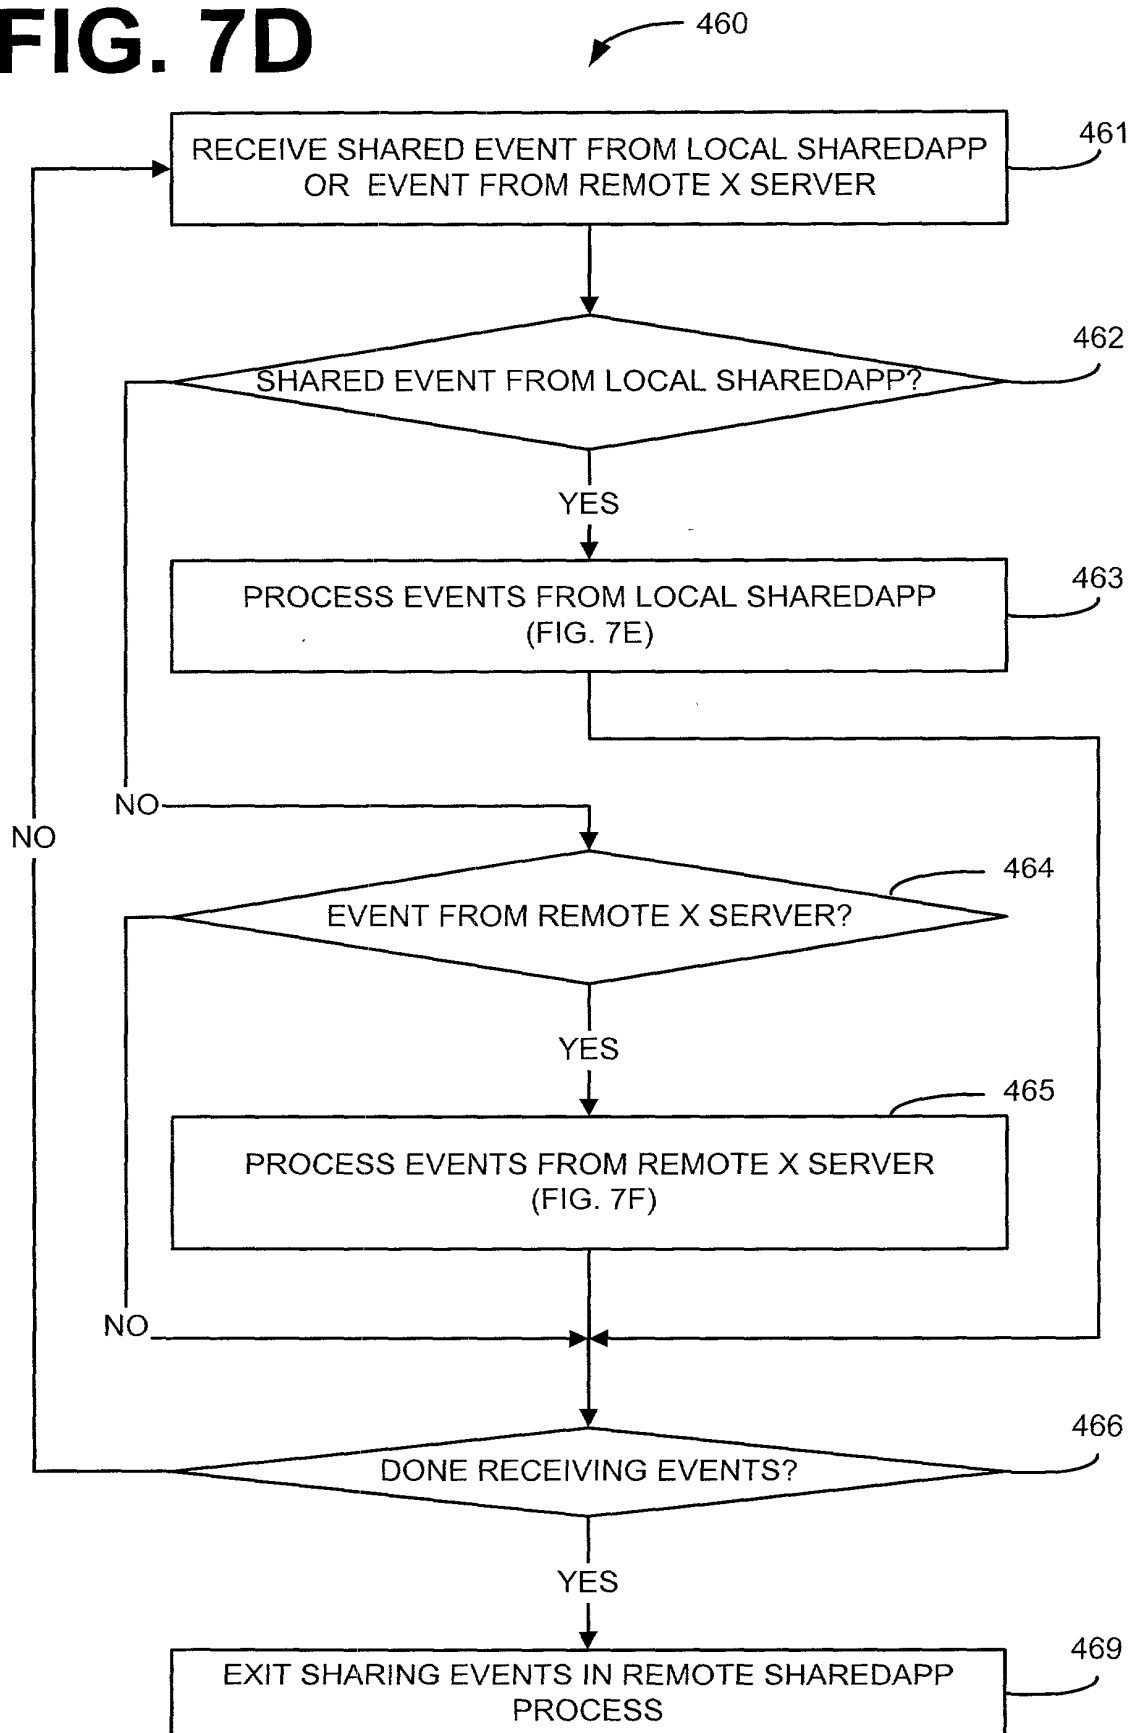 FIG. 7D
460
RECEIVE SHARED EVENT FROM LOCAL SHAREDAPP
OR EVENT FROM REMOTE X SERVER
461
SHARED EVENT FROM LOCAL SHAREDAPP?
462
YES
PROCESS EVENTS FROM LOCAL SHAREDAPP
(FIG. 7E)
463
NO
NO
EVENT FROM REMOTE X SERVER?
464
YES
PROCESS EVENTS FROM REMOTE X SERVER
(FIG. 7F)
465
NO
DONE RECEIVING EVENTS?
466
YES
EXIT SHARING EVENTS IN REMOTE SHAREDAPP
PROCESS
469